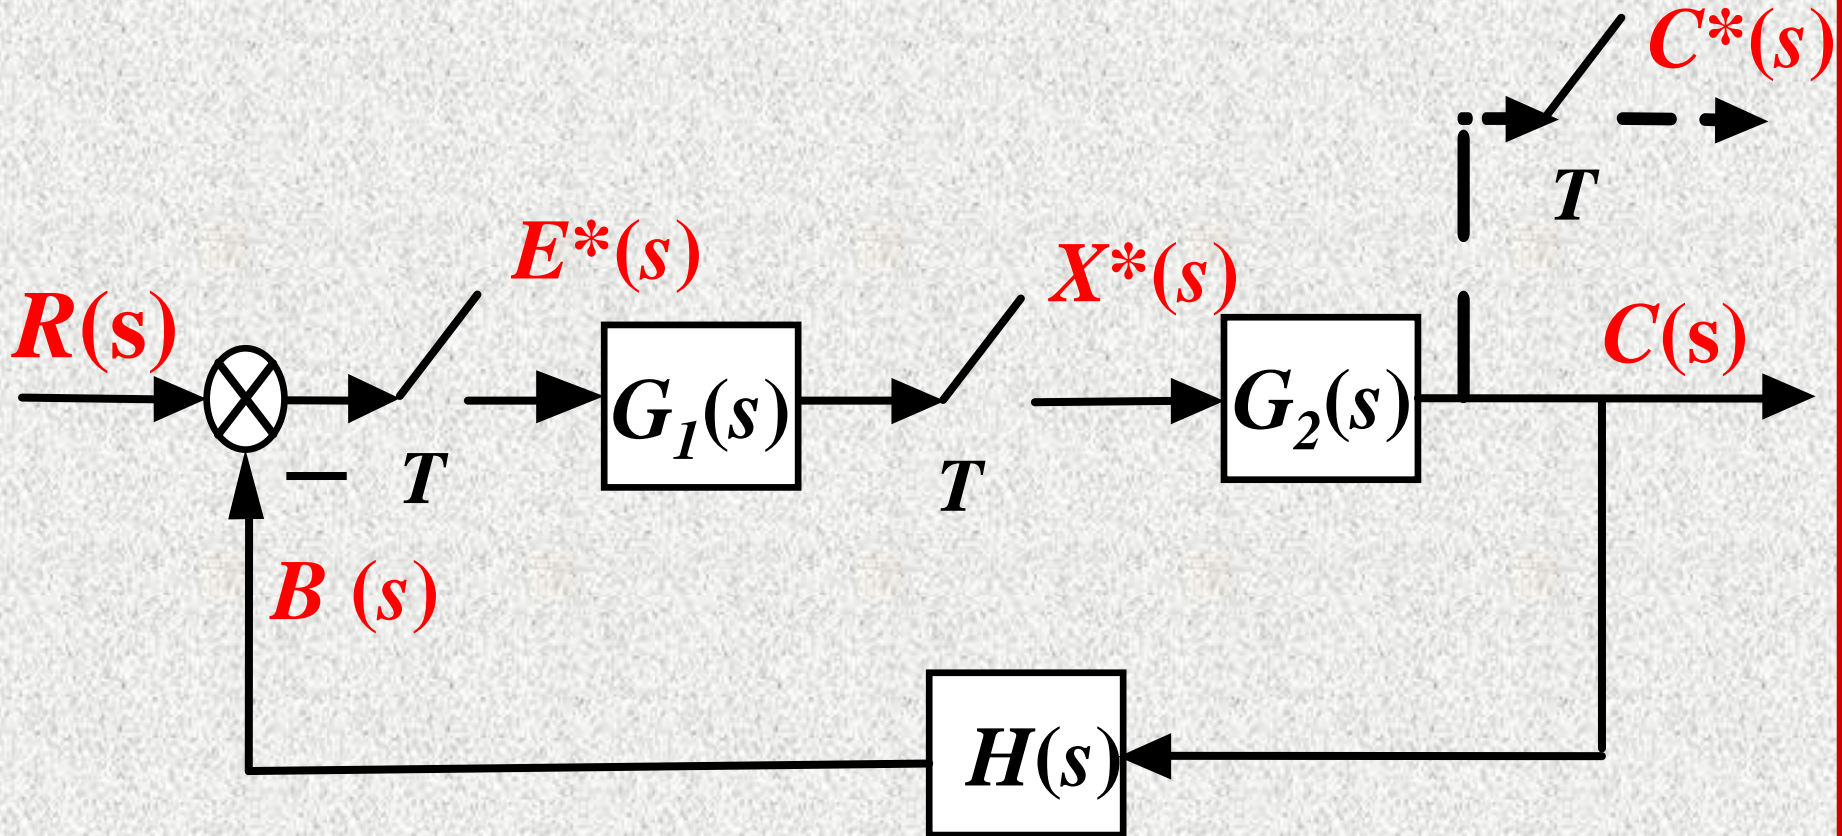 C*(s)
T
E*(s)
X*(s)
R(s)
C(s)
G1(s)
G2(s)
−
T
T
B (s)
H(s)